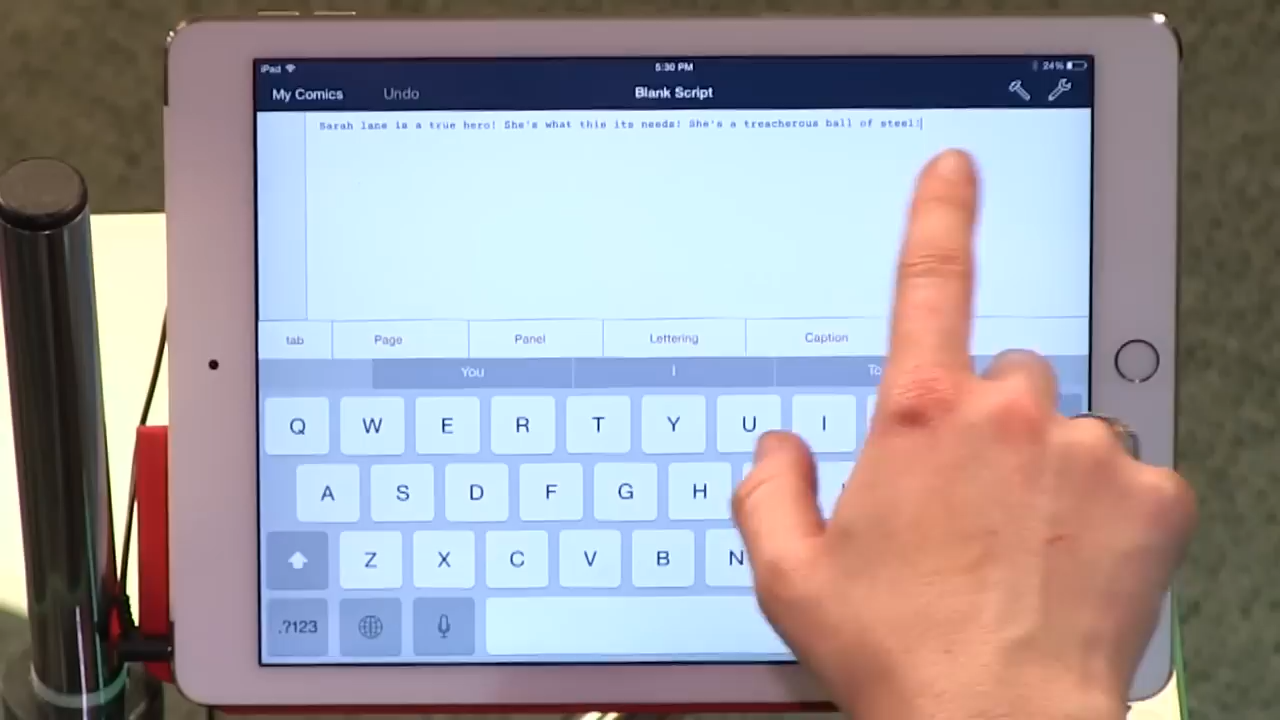 iPad 5:30 PM 24%
My Comics Undo Blank Script
Sarah lane is a true hero! She's what this its needs! She's a treacherous ball of steel!
tab Page Panel Lettering Caption
You I To
Q W E R T Y U I
A S D F G H
Z X C V B N
.?123